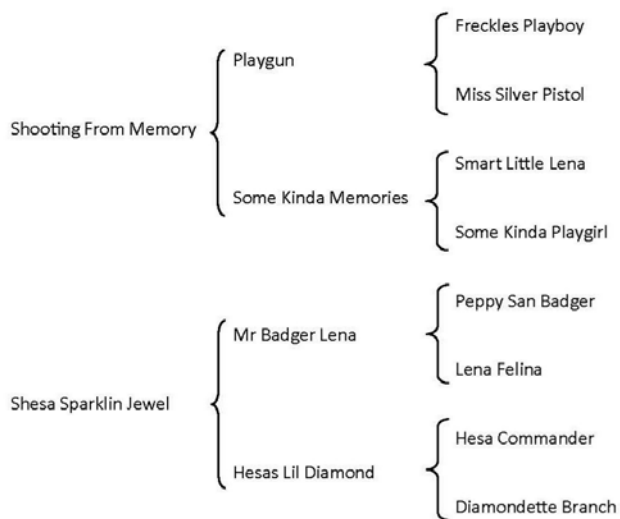 Freckles Playboy
Playgun
Miss Silver Pistol
Shooting From Memory
Smart Little Lena
Some Kinda Memories
Some Kinda Playgirl
Peppy San Badger
Mr Badger Lena
Lena Felina
Shesa Sparklin Jewel
Hesa Commander
Hesas Lil Diamond
Diamondette Branch